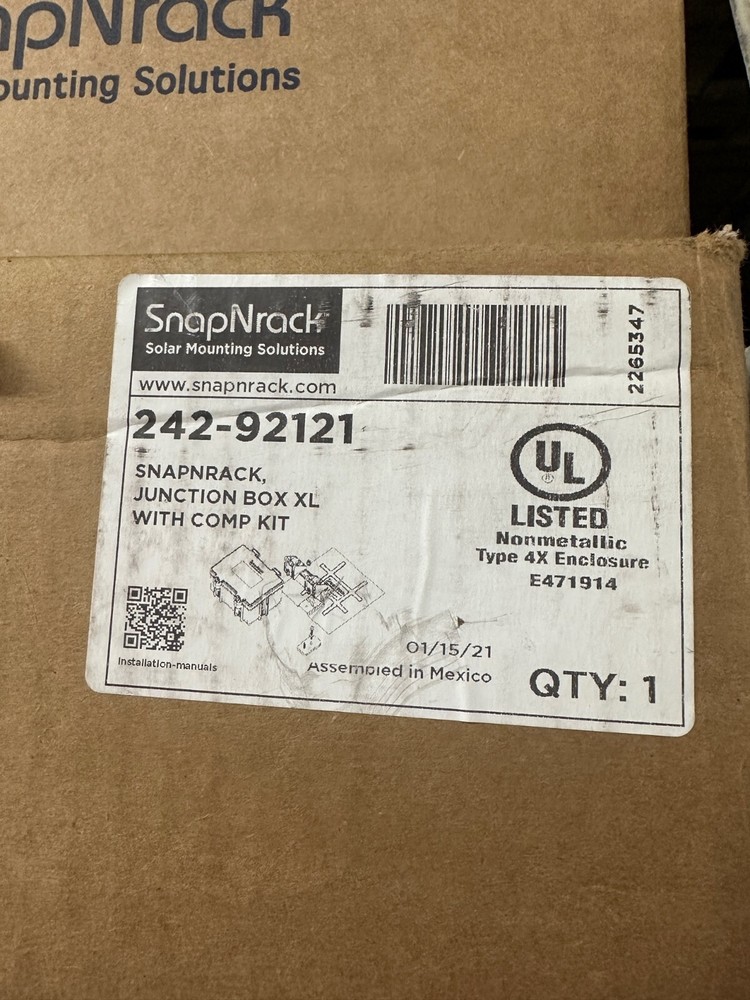 SnapNrack
ounting Solutions
SnapNrack
Solar Mounting Solutions
www.snapnrack.com
2265347
242-92121
SNAPNRACK,
JUNCTION BOX XL
WITH COMP KIT
UL
LISTED
Nonmetallic
Type 4X Enclosure
E471914
Installation-manuals
01/15/21
Assembled in Mexico
QTY: 1